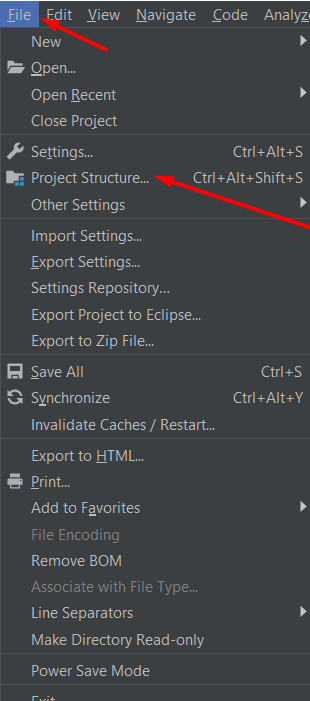 File Edit View Navigate Code Analyze
New
Open...
Open Recent
Close Project
Settings... Ctrl+Alt+S
Project Structure... Ctrl+Alt+Shift+S
Other Settings
Import Settings...
Export Settings...
Settings Repository...
Export Project to Eclipse...
Export to Zip File...
Save All Ctrl+S
Synchronize Ctrl+Alt+Y
Invalidate Caches / Restart...
Export to HTML...
Print...
Add to Favorites
File Encoding
Remove BOM
Associate with File Type...
Line Separators
Make Directory Read-only
Power Save Mode
Exit